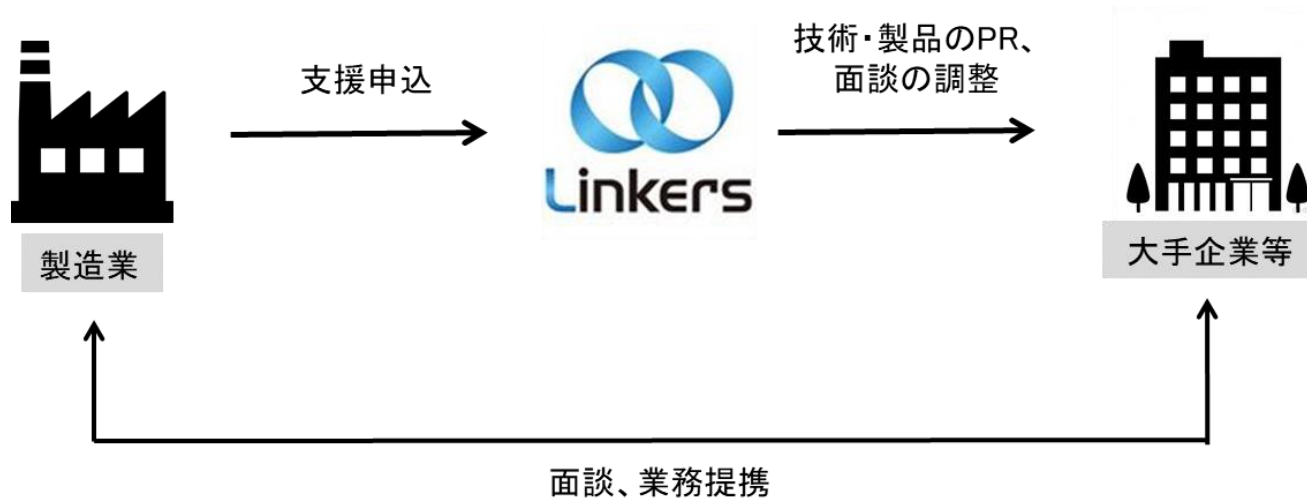 支援申込
Linkers
技術・製品のPR、
面談の調整
製造業
大手企業等
面談、業務提携